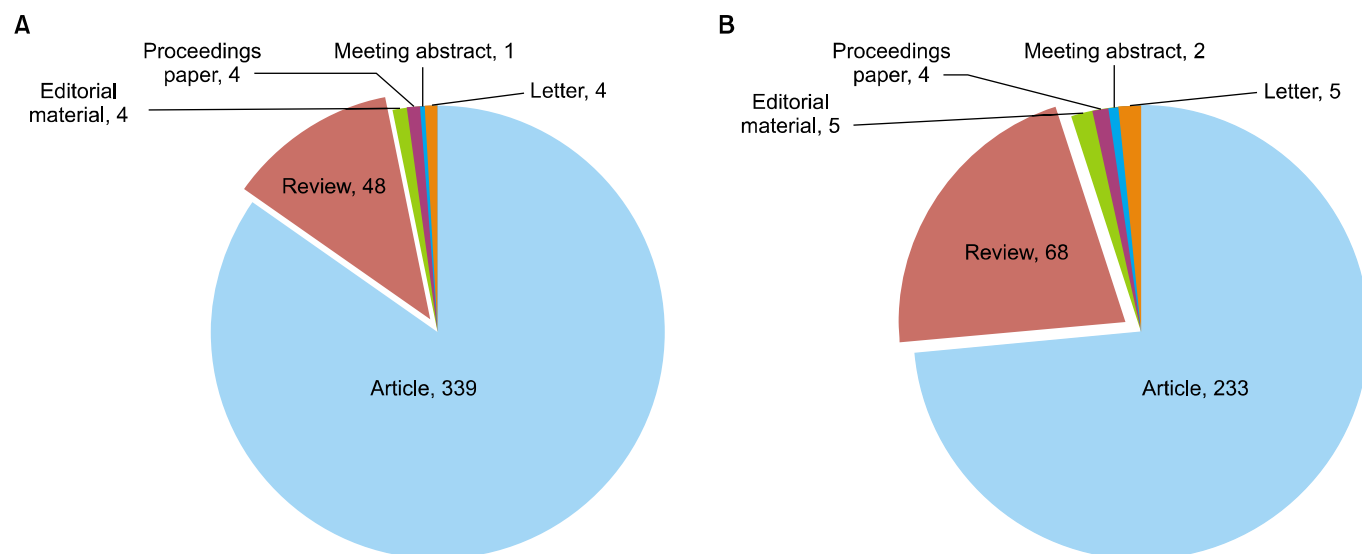 A
Proceedings
paper, 4
Meeting abstract, 1
Editorial
material, 4
Letter, 4
Review, 48
Article, 339
B
Proceedings
paper, 4
Meeting abstract, 2
Editorial
material, 5
Letter, 5
Review, 68
Article, 233